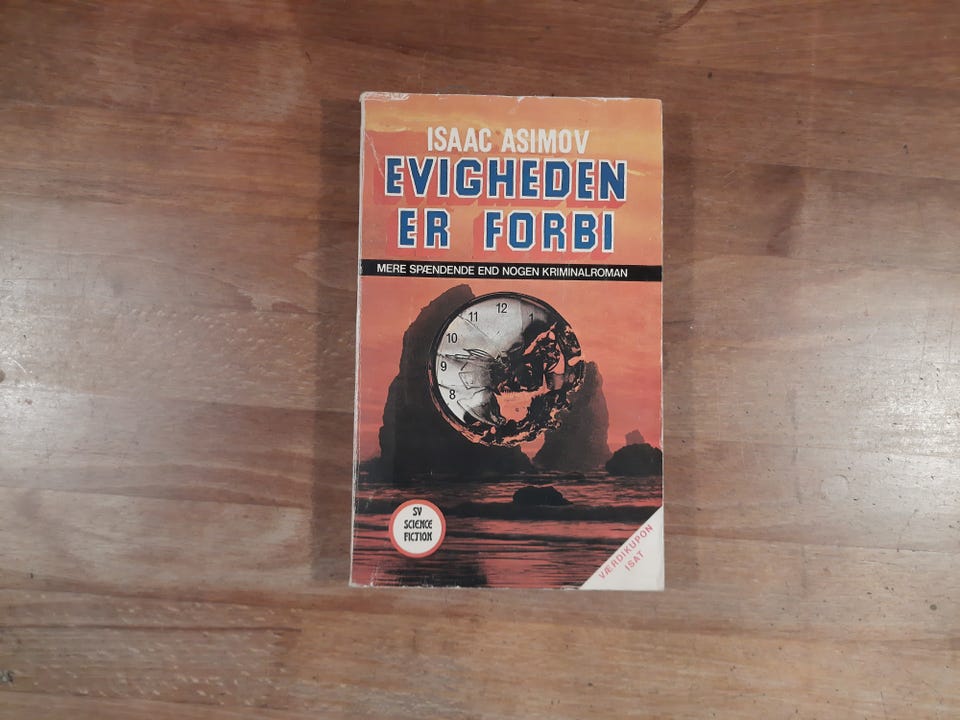 ISAAC ASIMOV
EVIGHEDEN
ER FORBI
MERE SPÆNDENDE END NOGEN KRIMINALROMAN
12
11
1
10
9
8
SV
SCIENCE
FICTION
VÆRDIKUPON
ISAT